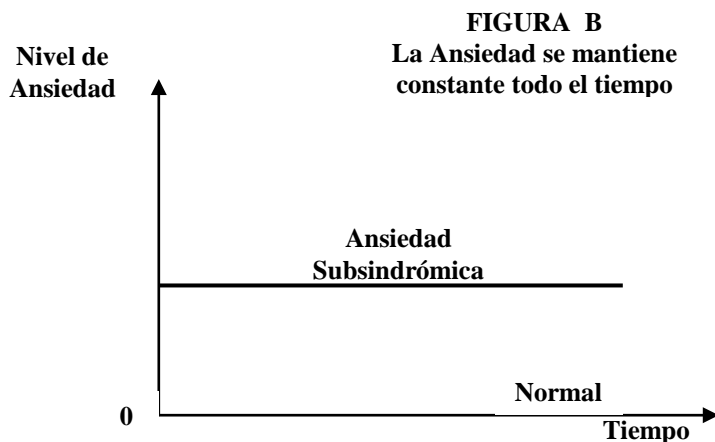 FIGURA B
La Ansiedad se mantiene
constante todo el tiempo
Nivel de
Ansiedad
Ansiedad
Subsindrómica
Normal
0
Tiempo